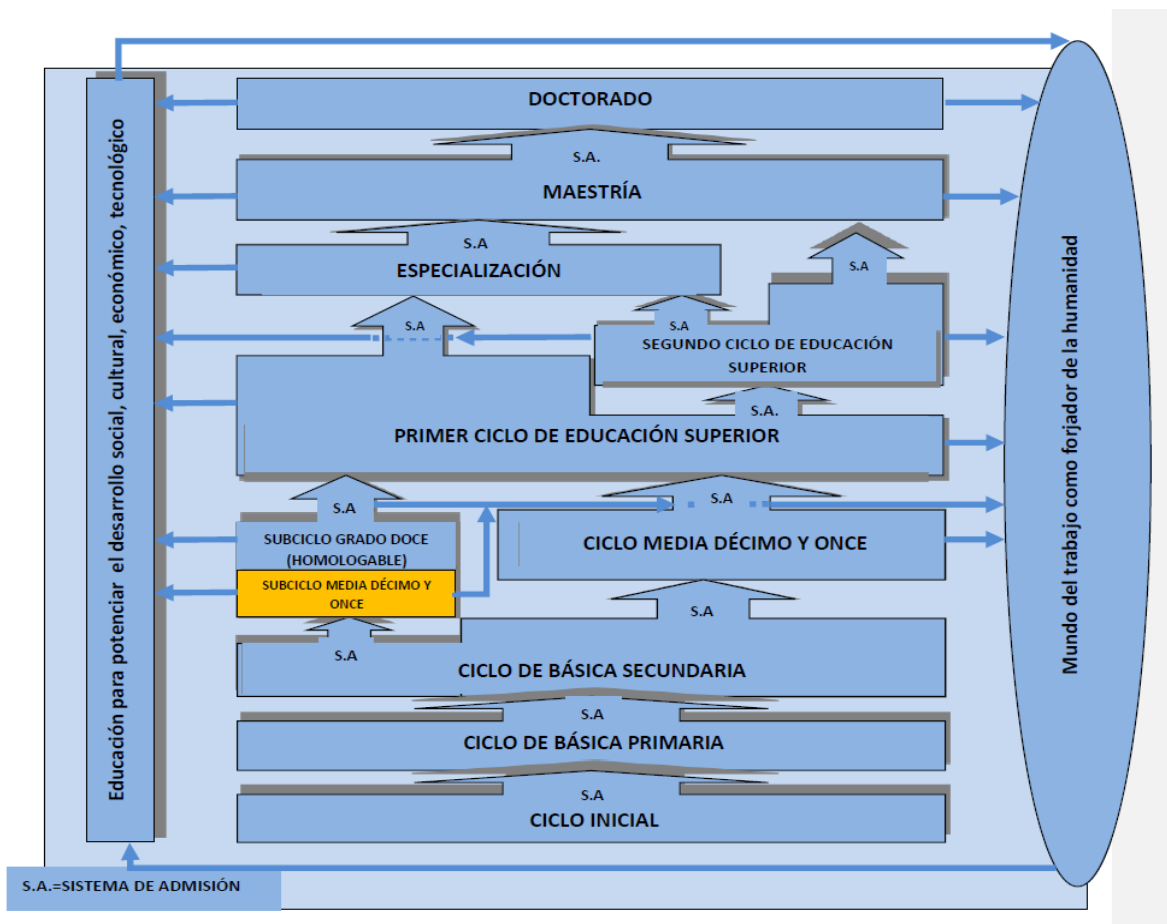 DOCTORADO
S.A.
MAESTRÍA
S.A
ESPECIALIZACIÓN
S.A
S.A
S.A
SEGUNDO CICLO DE EDUCACIÓN
SUPERIOR
S.A.
PRIMER CICLO DE EDUCACIÓN SUPERIOR
S.A
S.A
SUBCICLO GRADO DOCE
(HOMOLOGABLE)
CICLO MEDIA DÉCIMO Y ONCE
SUBCICLO MEDIA DÉCIMO Y
ONCE
S.A
S.A
CICLO DE BÁSICA SECUNDARIA
S.A
CICLO DE BÁSICA PRIMARIA
S.A
CICLO INICIAL
Educación para potenciar el desarrollo social, cultural, económico, tecnológico
Mundo del trabajo como forjador de la humanidad
S.A.=SISTEMA DE ADMISIÓN